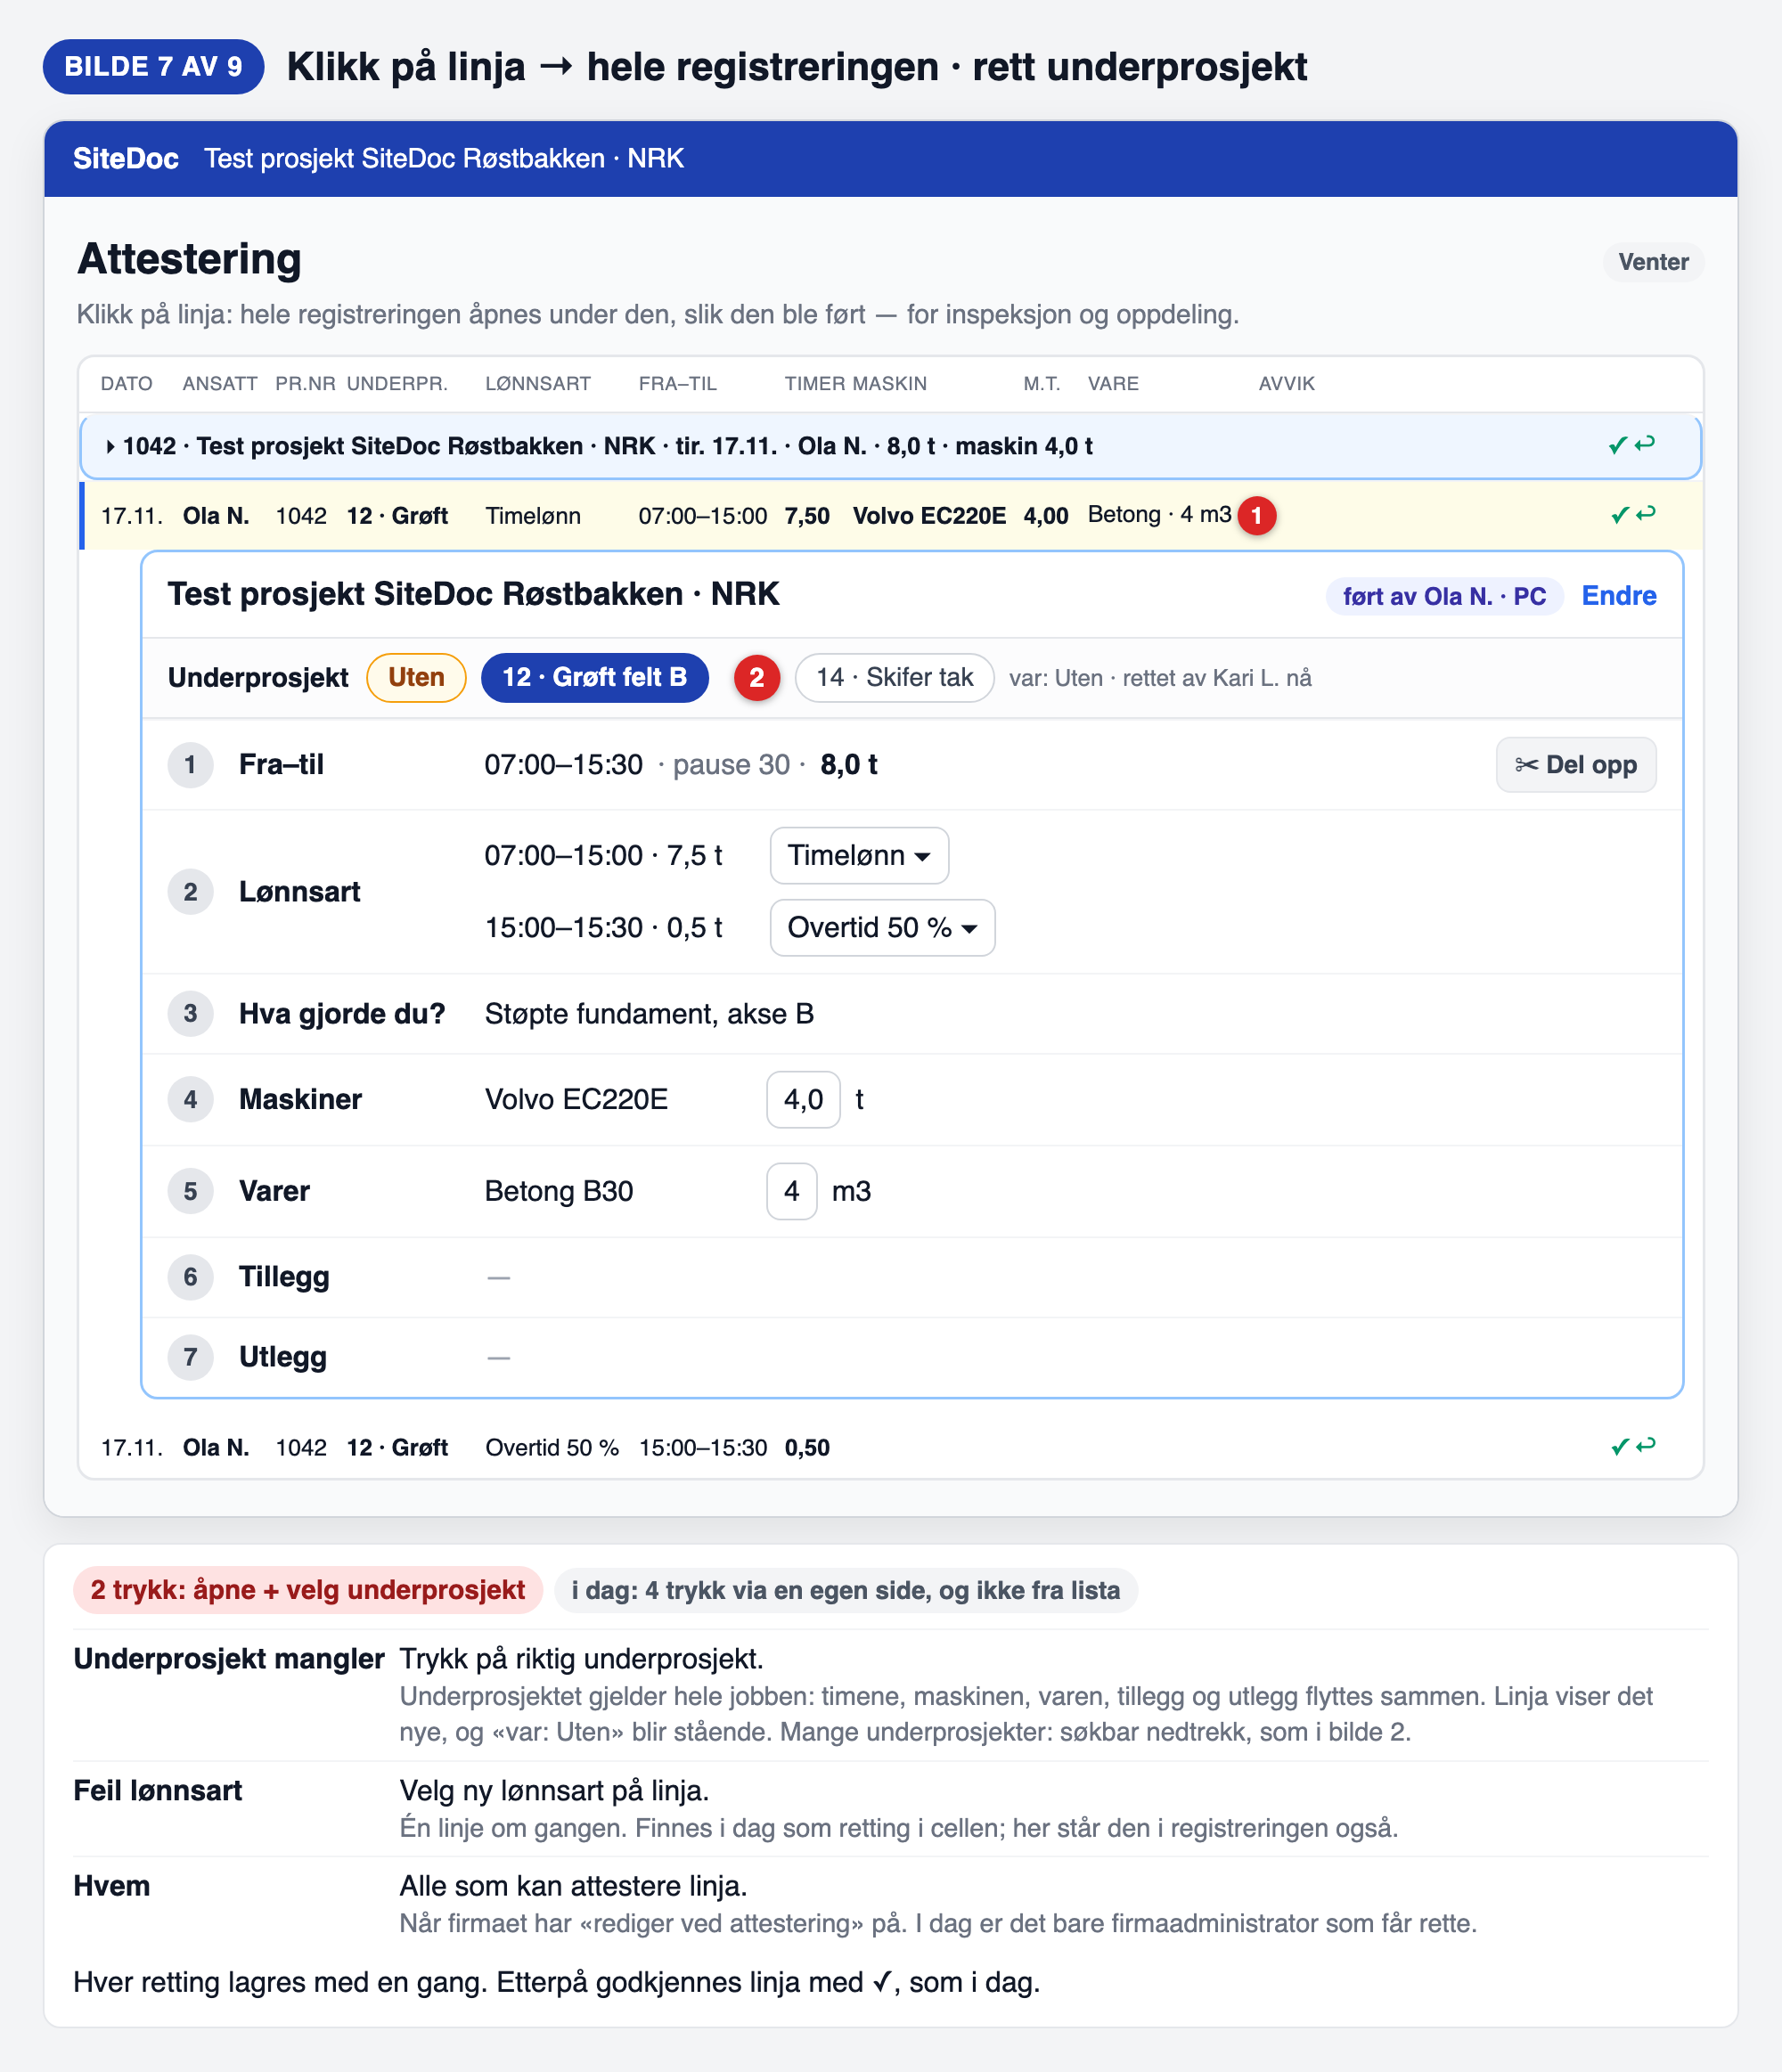 BILDE 7 AV 9 Klikk på linja → hele registreringen · rett underprosjekt
SiteDoc Test prosjekt SiteDoc Røstbakken · NRK
Attestering Venter
Klikk på linja: hele registreringen åpnes under den, slik den ble ført — for inspeksjon og oppdeling.
DATO ANSATT PR.NR UNDERPR. LØNNSART FRA–TIL TIMER MASKIN M.T. VARE AVVIK
1042 · Test prosjekt SiteDoc Røstbakken · NRK · tir. 17.11. · Ola N. · 8,0 t · maskin 4,0 t ✓ ↩
17.11. Ola N. 1042 12 · Grøft Timelønn 07:00–15:00 7,50 Volvo EC220E 4,00 Betong · 4 m3 1 ✓ ↩
Test prosjekt SiteDoc Røstbakken · NRK ført av Ola N. · PC Endre
Underprosjekt Uten 12 · Grøft felt B 2 14 · Skifer tak var: Uten · rettet av Kari L. nå
1 Fra–til 07:00–15:30 · pause 30 · 8,0 t ✂ Del opp
2 Lønnsart 07:00–15:00 · 7,5 t Timelønn
15:00–15:30 · 0,5 t Overtid 50 %
3 Hva gjorde du? Støpte fundament, akse B
4 Maskiner Volvo EC220E 4,0 t
5 Varer Betong B30 4 m3
6 Tillegg —
7 Utlegg —
17.11. Ola N. 1042 12 · Grøft Overtid 50 % 15:00–15:30 0,50 ✓ ↩
2 trykk: åpne + velg underprosjekt i dag: 4 trykk via en egen side, og ikke fra lista
Underprosjekt mangler Trykk på riktig underprosjekt.
Underprosjektet gjelder hele jobben: timene, maskinen, varen, tillegg og utlegg flyttes sammen. Linja viser det
nye, og «var: Uten» blir stående. Mange underprosjekter: søkbar nedtrekk, som i bilde 2.
Feil lønnsart Velg ny lønnsart på linja.
Én linje om gangen. Finnes i dag som retting i cellen; her står den i registreringen også.
Hvem Alle som kan attestere linja.
Når firmaet har «rediger ved attestering» på. I dag er det bare firmaadministrator som får rette.
Hver retting lagres med en gang. Etterpå godkjennes linja med ✓, som i dag.